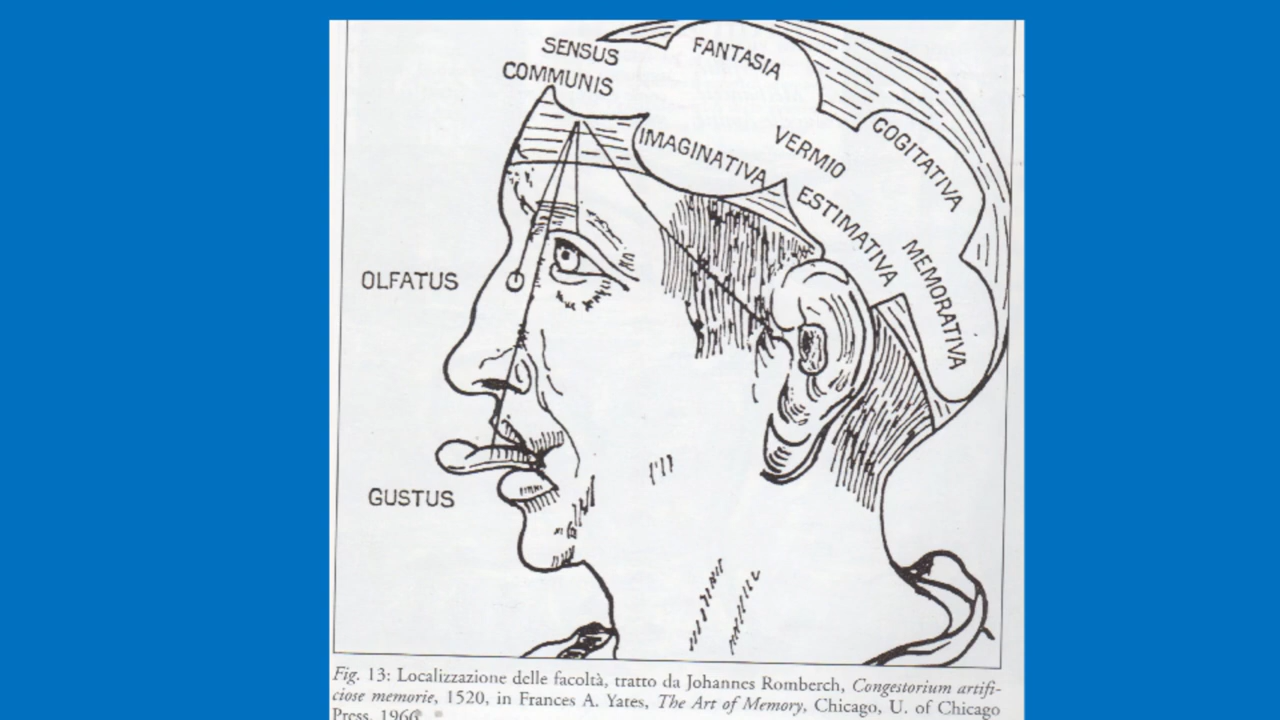 SENSUS
COMMUNIS
FANTASIA
IMAGINATIVA
VERMIO
COGITATIVA
ESTIMATIVA
MEMORATIVA
OLFATUS
GUSTUS
Fig. 13: Localizzazione delle facoltà, tratto da Johannes Romberch, Congestorium artifi-
ciose memorie, 1520, in Frances A. Yates, The Art of Memory, Chicago, U. of Chicago
Press, 1966